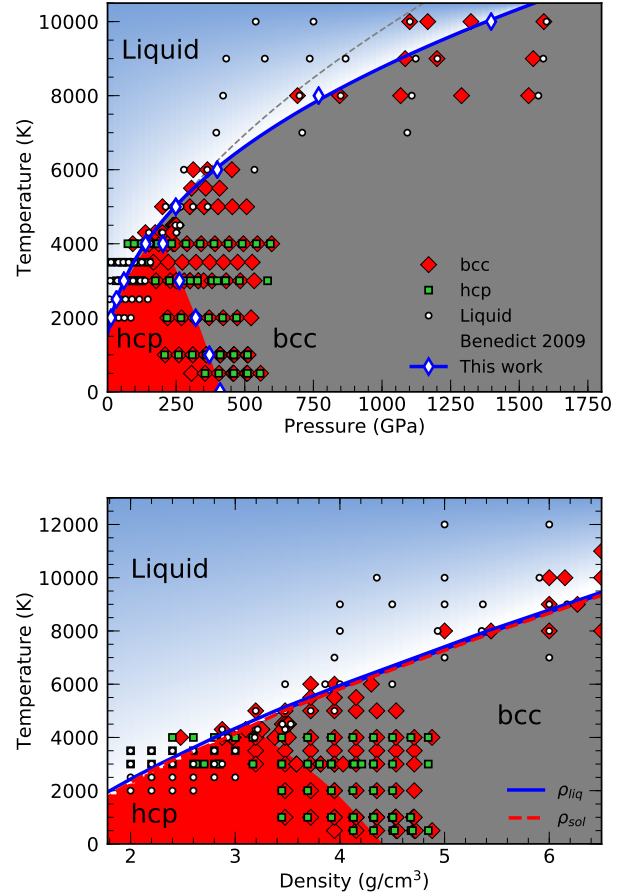 10000
8000
6000
4000
2000
0
Temperature (K)
Liquid
hcp
bcc
bcc
hcp
Liquid
Benedict 2009
This work
0 250 500 750 1000 1250 1500 1750
Pressure (GPa)
12000
10000
8000
6000
4000
2000
0
Temperature (K)
Liquid
bcc
hcp
ρliq
ρsol
2 3 4 5 6
Density (g/cm³)